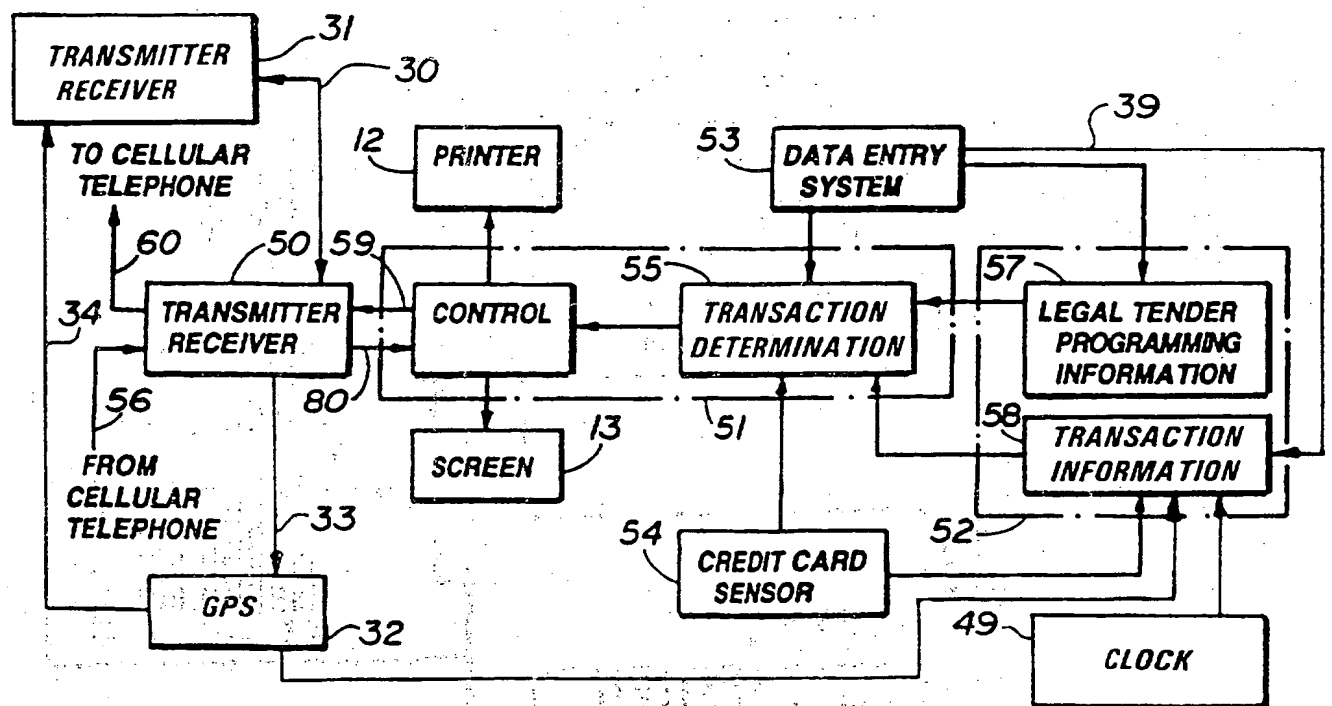 31
TRANSMITTER
RECEIVER
30
39
TO CELLULAR
TELEPHONE
12
PRINTER
53
DATA ENTRY
SYSTEM
60
50
59
55
57
34
TRANSMITTER
RECEIVER
CONTROL
TRANSACTION
DETERMINATION
LEGAL TENDER
PROGRAMMING
INFORMATION
56
80
51
58
FROM
CELLULAR
TELEPHONE
SCREEN
13
TRANSACTION
INFORMATION
33
54
CREDIT CARD
SENSOR
52
GPS
32
49
CLOCK